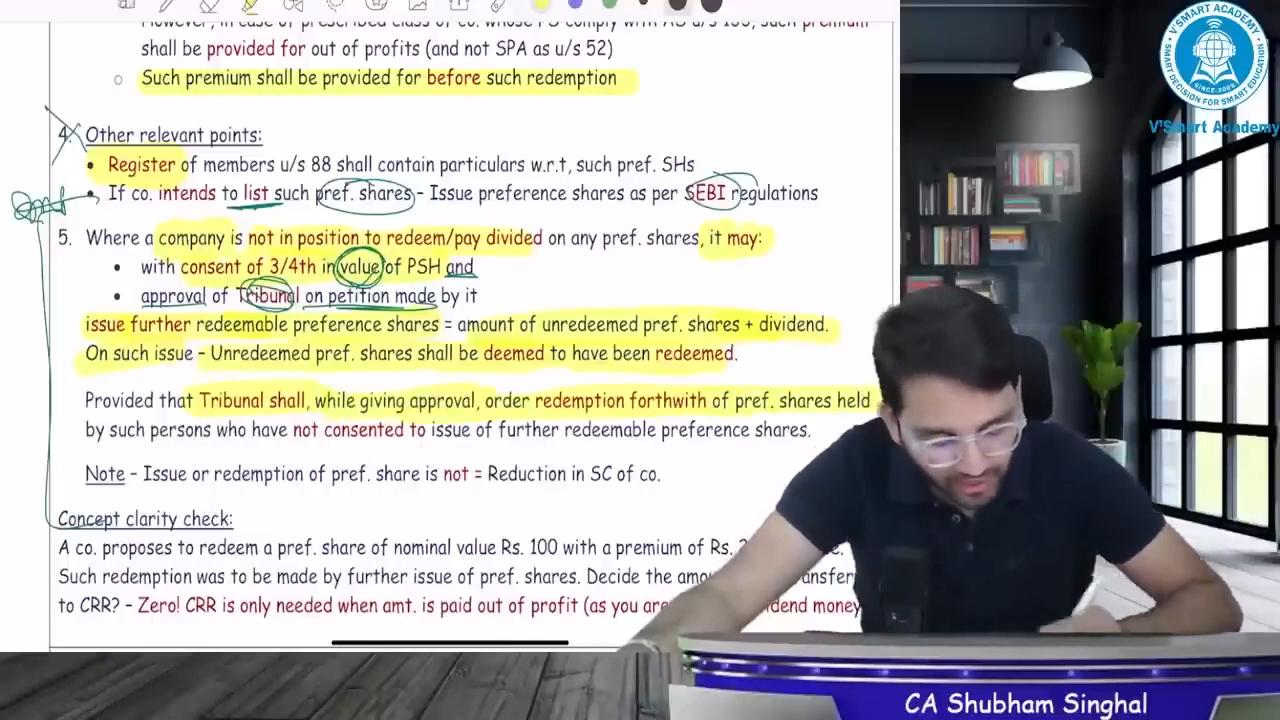 shall be provided for out of profits (and not SPA as u/s 52)
Such premium shall be provided for before such redemption
4. Other relevant points:
Register of members u/s 88 shall contain particulars w.r.t, such pref. SHs
If co. intends to list such pref. shares – Issue preference shares as per SEBI regulations
5. Where a company is not in position to redeem/pay divided on any pref. shares, it may:
with consent of 3/4th in value of PSH and
approval of Tribunal on petition made by it
issue further redeemable preference shares = amount of unredeemed pref. shares + dividend.
On such issue – Unredeemed pref. shares shall be deemed to have been redeemed.
Provided that Tribunal shall, while giving approval, order redemption forthwith of pref. shares held
by such persons who have not consented to issue of further redeemable preference shares.
Note – Issue or redemption of pref. share is not = Reduction in SC of co.
Concept clarity check:
A co. proposes to redeem a pref. share of nominal value Rs. 100 with a premium of Rs.
Such redemption was to be made by further issue of pref. shares. Decide the
to CRR? – Zero! CRR is only needed when amt. is paid out of profit (as you are money
V'SMART ACADEMY
SINCE-2005
SMART DECISION FOR SMART EDUCATION
V'Smart Academy
CA Shubham Singhal